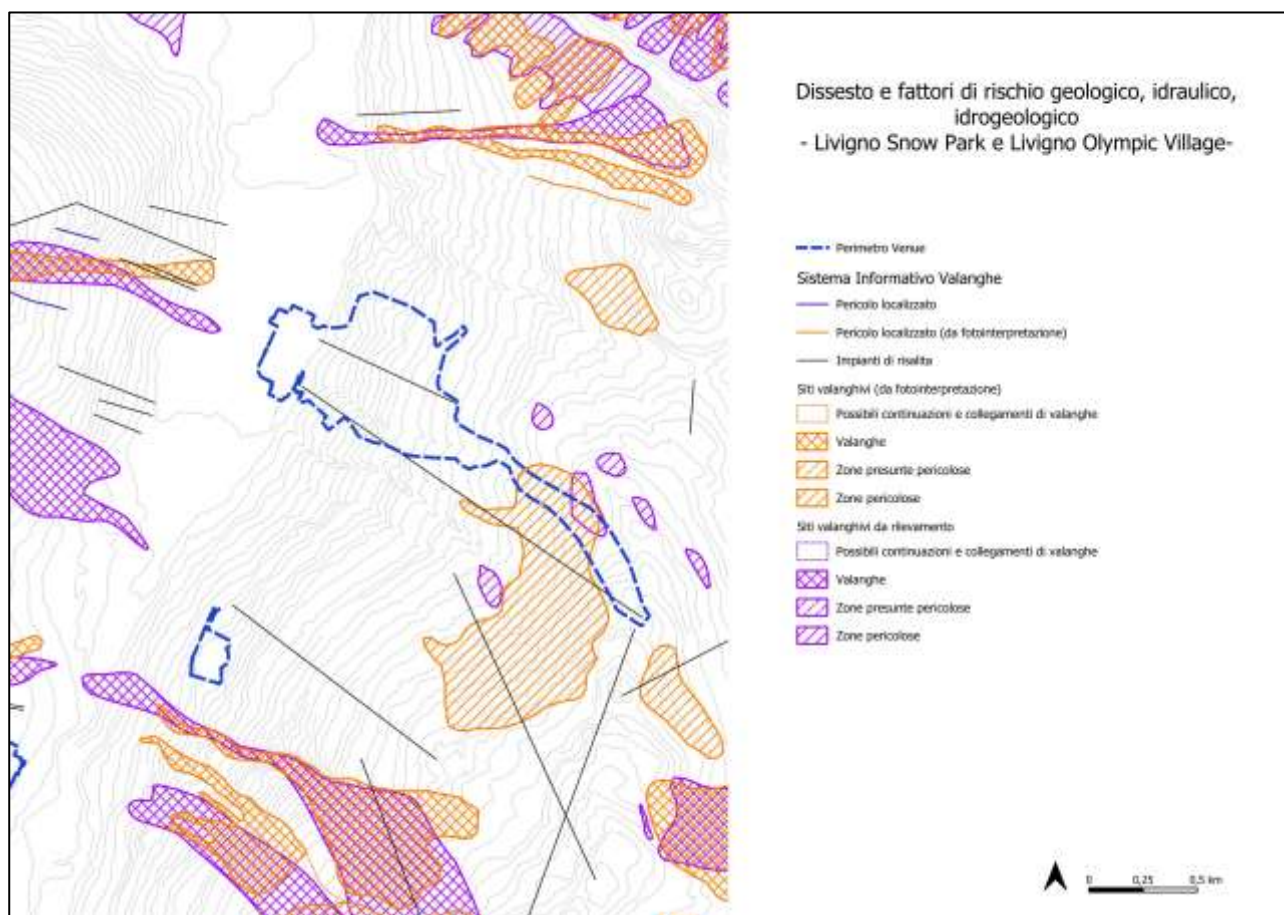 Dissesto e fattori di rischio geologico, idraulico,
idrogeologico
- Livigno Snow Park e Livigno Olympic Village-
Perimetro Venue
Sistema Informativo Valanghe
Pericolo localizzato
Pericolo localizzato (da fotointerpretazione)
Impianti di risalita
Siti valanghivi (da fotointerpretazione)
Possibili continuazioni e collegamenti di valanghe
Valanghe
Zone presunte pericolose
Zone pericolose
Siti valanghivi da rilevamento
Possibili continuazioni e collegamenti di valanghe
Valanghe
Zone presunte pericolose
Zone pericolose
0 0,25 0,5 km